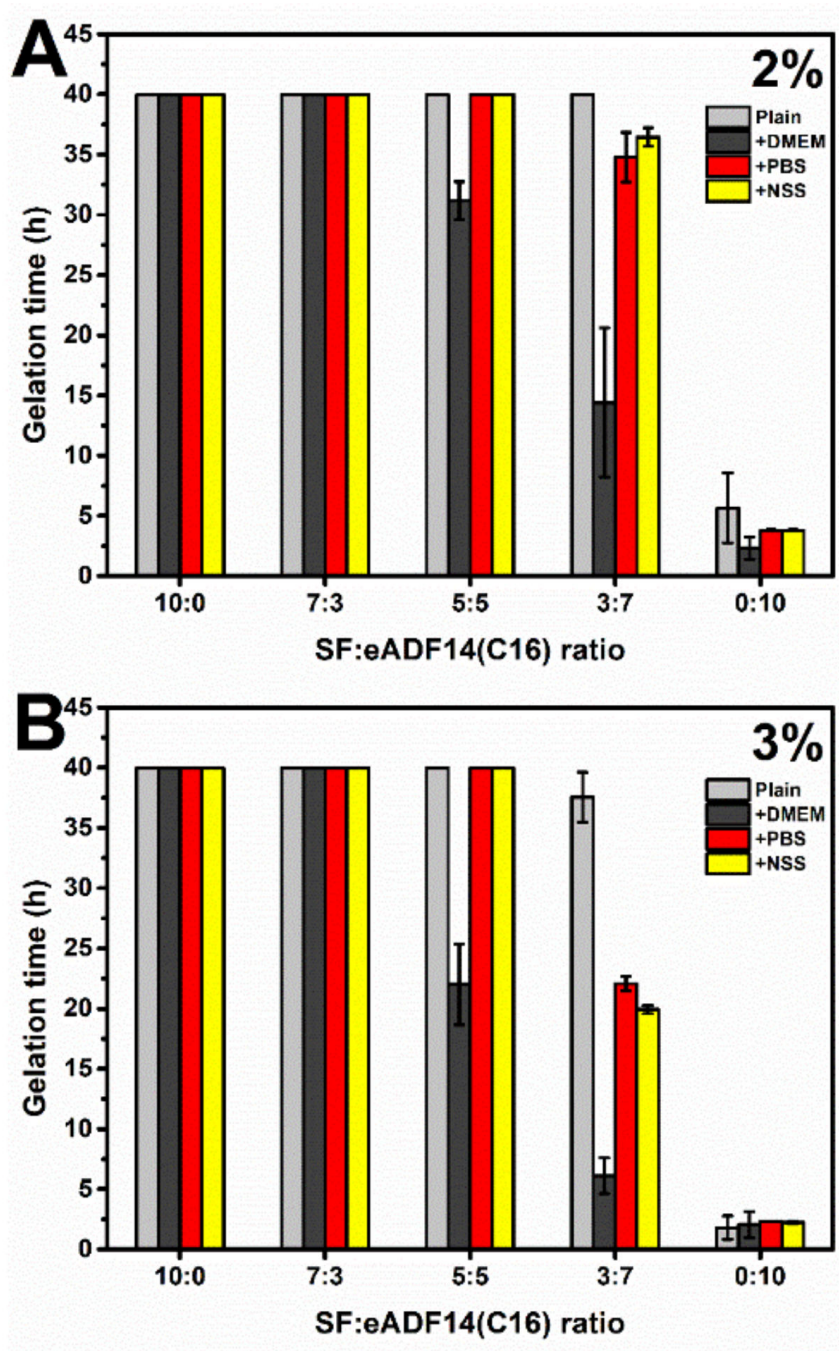 A
2%
Plain
+DMEM
+PBS
+NSS
45
40
35
30
25
20
15
10
5
0
Gelation time (h)
10:0 7:3 5:5 3:7 0:10
SF:eADF14(C16) ratio
B
3%
Plain
+DMEM
+PBS
+NSS
45
40
35
30
25
20
15
10
5
0
Gelation time (h)
10:0 7:3 5:5 3:7 0:10
SF:eADF14(C16) ratio